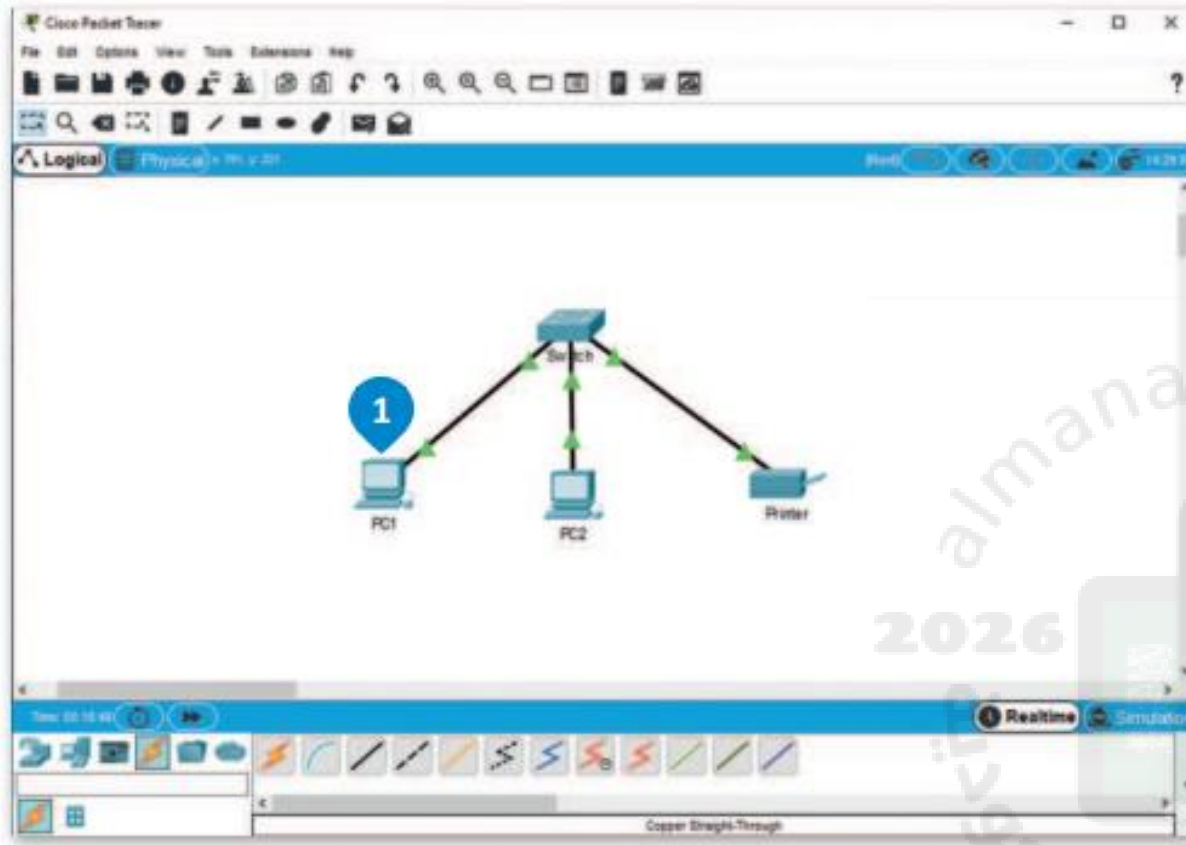 Cisco Packet Tracer
File Edit Options View Tools Extensions Help
?
Logical Physical
1
Switch
PC1
PC2
Printer
almana
2026
Realtime Simulation
Copper Straight-Through